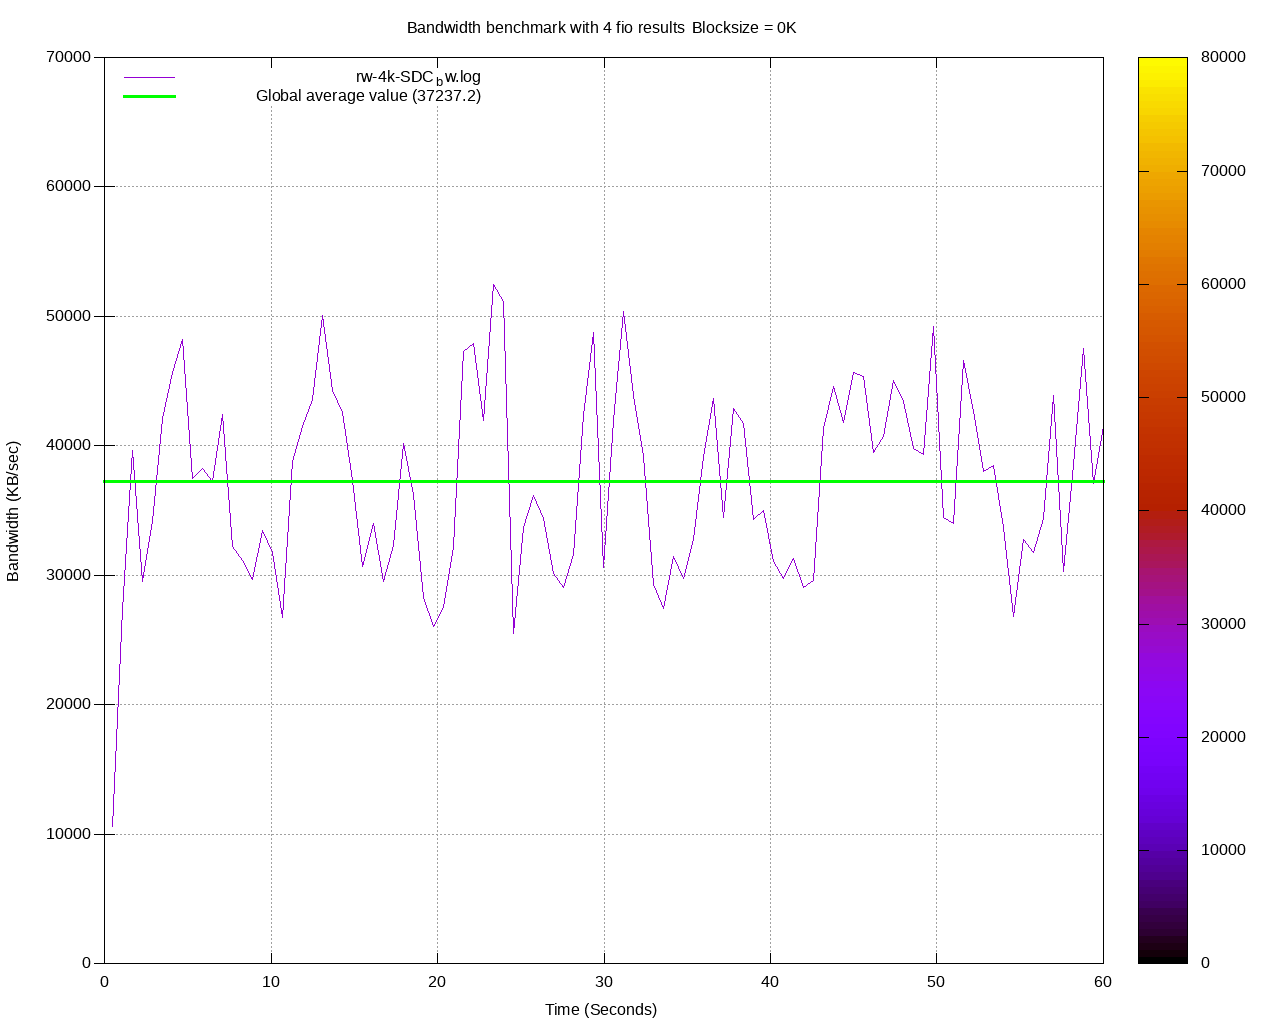 Bandwidth benchmark with 4 fio results Blocksize = 0K
rw-4k-SDCbw.log
Global average value (37237.2)
70000
60000
50000
40000
30000
20000
10000
0
Bandwidth (KB/sec)
0 10 20 30 40 50 60
Time (Seconds)
80000
70000
60000
50000
40000
30000
20000
10000
0